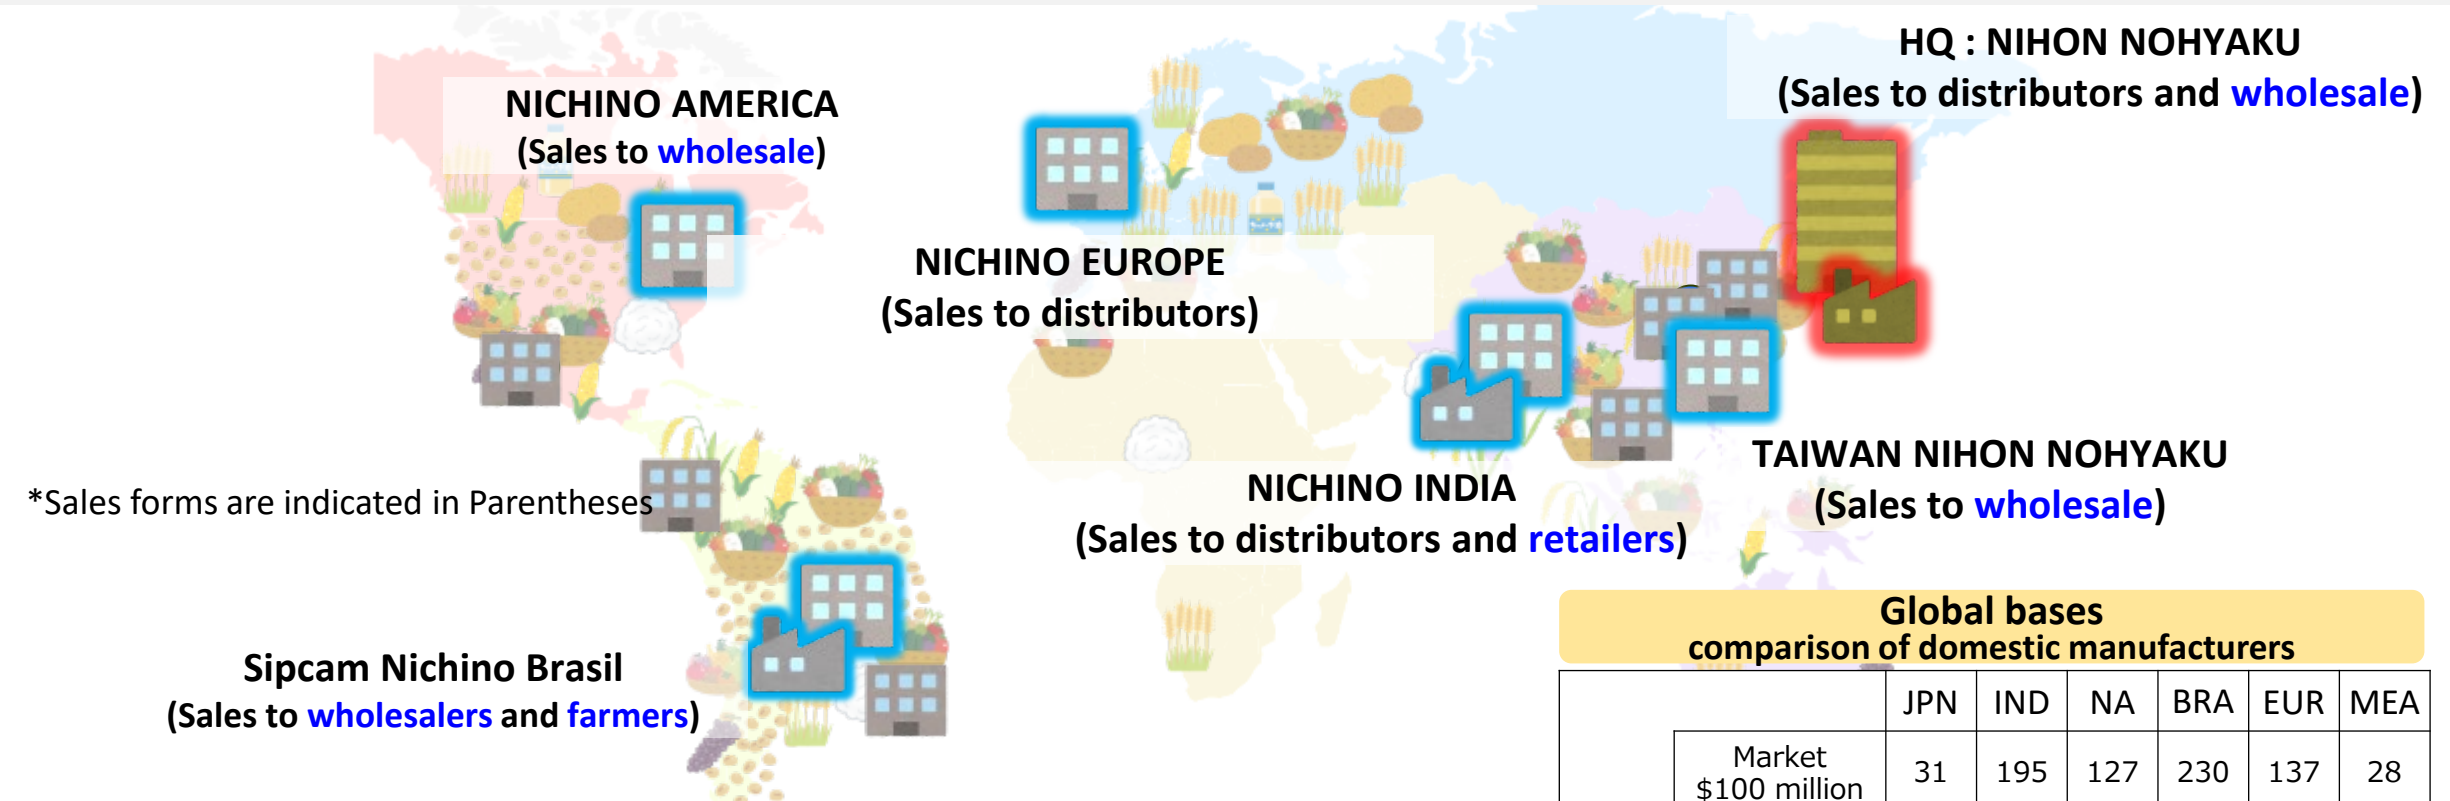 HQ : NIHON NOHYAKU
(Sales to distributors and wholesale)
NICHINO AMERICA
(Sales to wholesale)
NICHINO EUROPE
(Sales to distributors)
TAIWAN NIHON NOHYAKU
(Sales to wholesale)
NICHINO INDIA
(Sales to distributors and retailers)
*Sales forms are indicated in Parentheses
Sipcam Nichino Brasil
(Sales to wholesalers and farmers)
Global bases
comparison of domestic manufacturers
JPN IND NA BRA EUR MEA
Market
$100 million 31 195 127 230 137 28